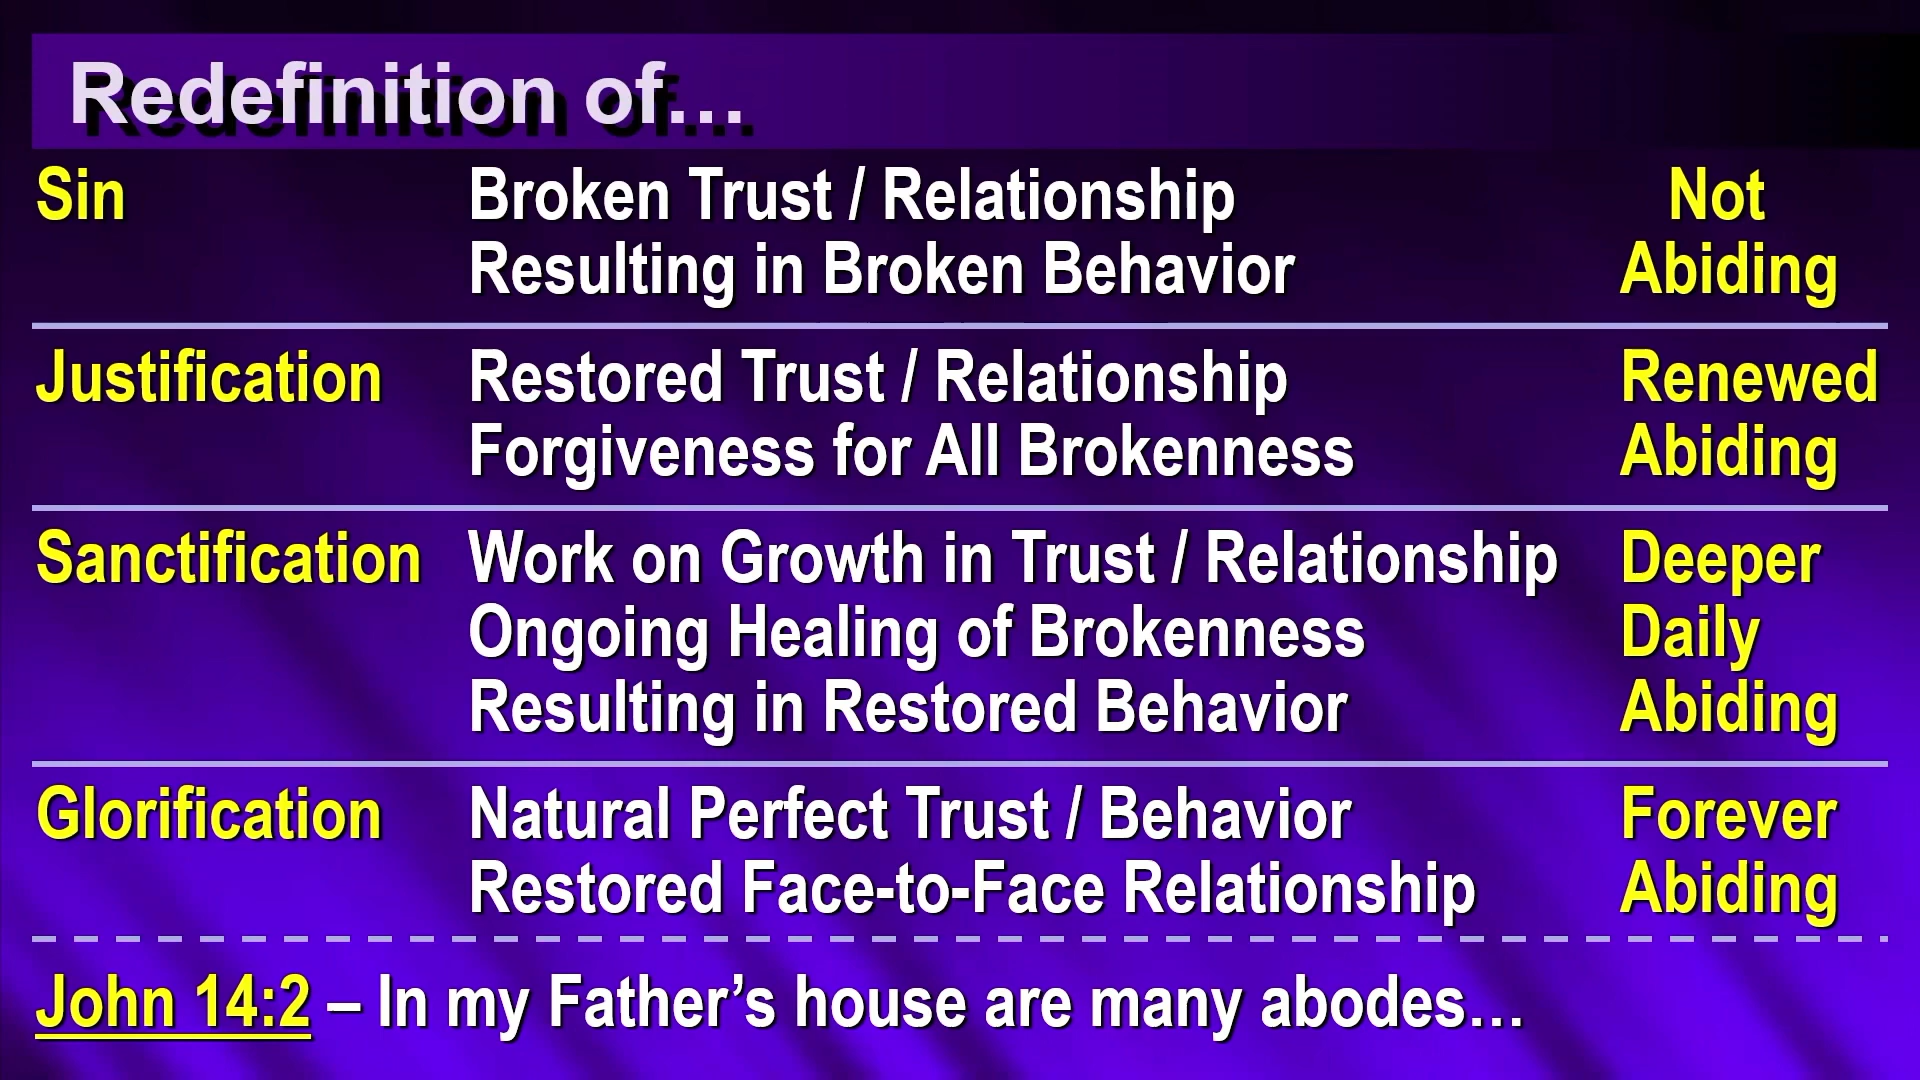 Redefinition of…
Sin Broken Trust / Relationship Not
Resulting in Broken Behavior Abiding
Justification Restored Trust / Relationship Renewed
Forgiveness for All Brokenness Abiding
Sanctification Work on Growth in Trust / Relationship Deeper
Ongoing Healing of Brokenness Daily
Resulting in Restored Behavior Abiding
Glorification Natural Perfect Trust / Behavior Forever
Restored Face-to-Face Relationship Abiding
John 14:2 – In my Father’s house are many abodes…